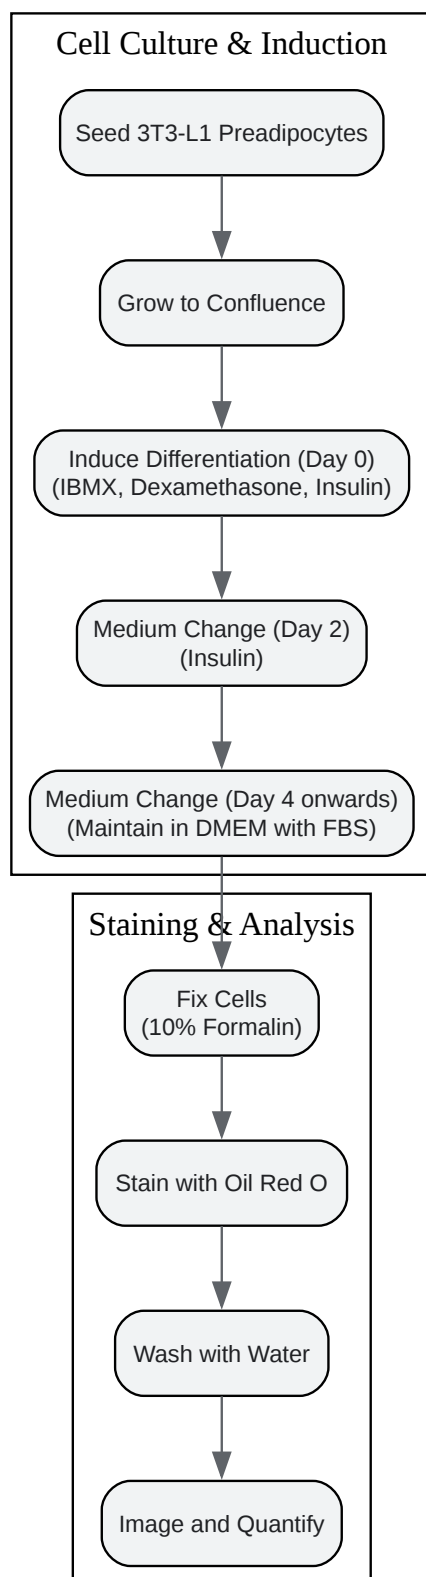 Cell Culture & Induction
Seed 3T3-L1 Preadipocytes
Grow to Confluence
Induce Differentiation (Day 0)
(IBMX, Dexamethasone, Insulin)
Medium Change (Day 2)
(Insulin)
Medium Change (Day 4 onwards)
(Maintain in DMEM with FBS)
Staining & Analysis
Fix Cells
(10% Formalin)
Stain with Oil Red O
Wash with Water
Image and Quantify